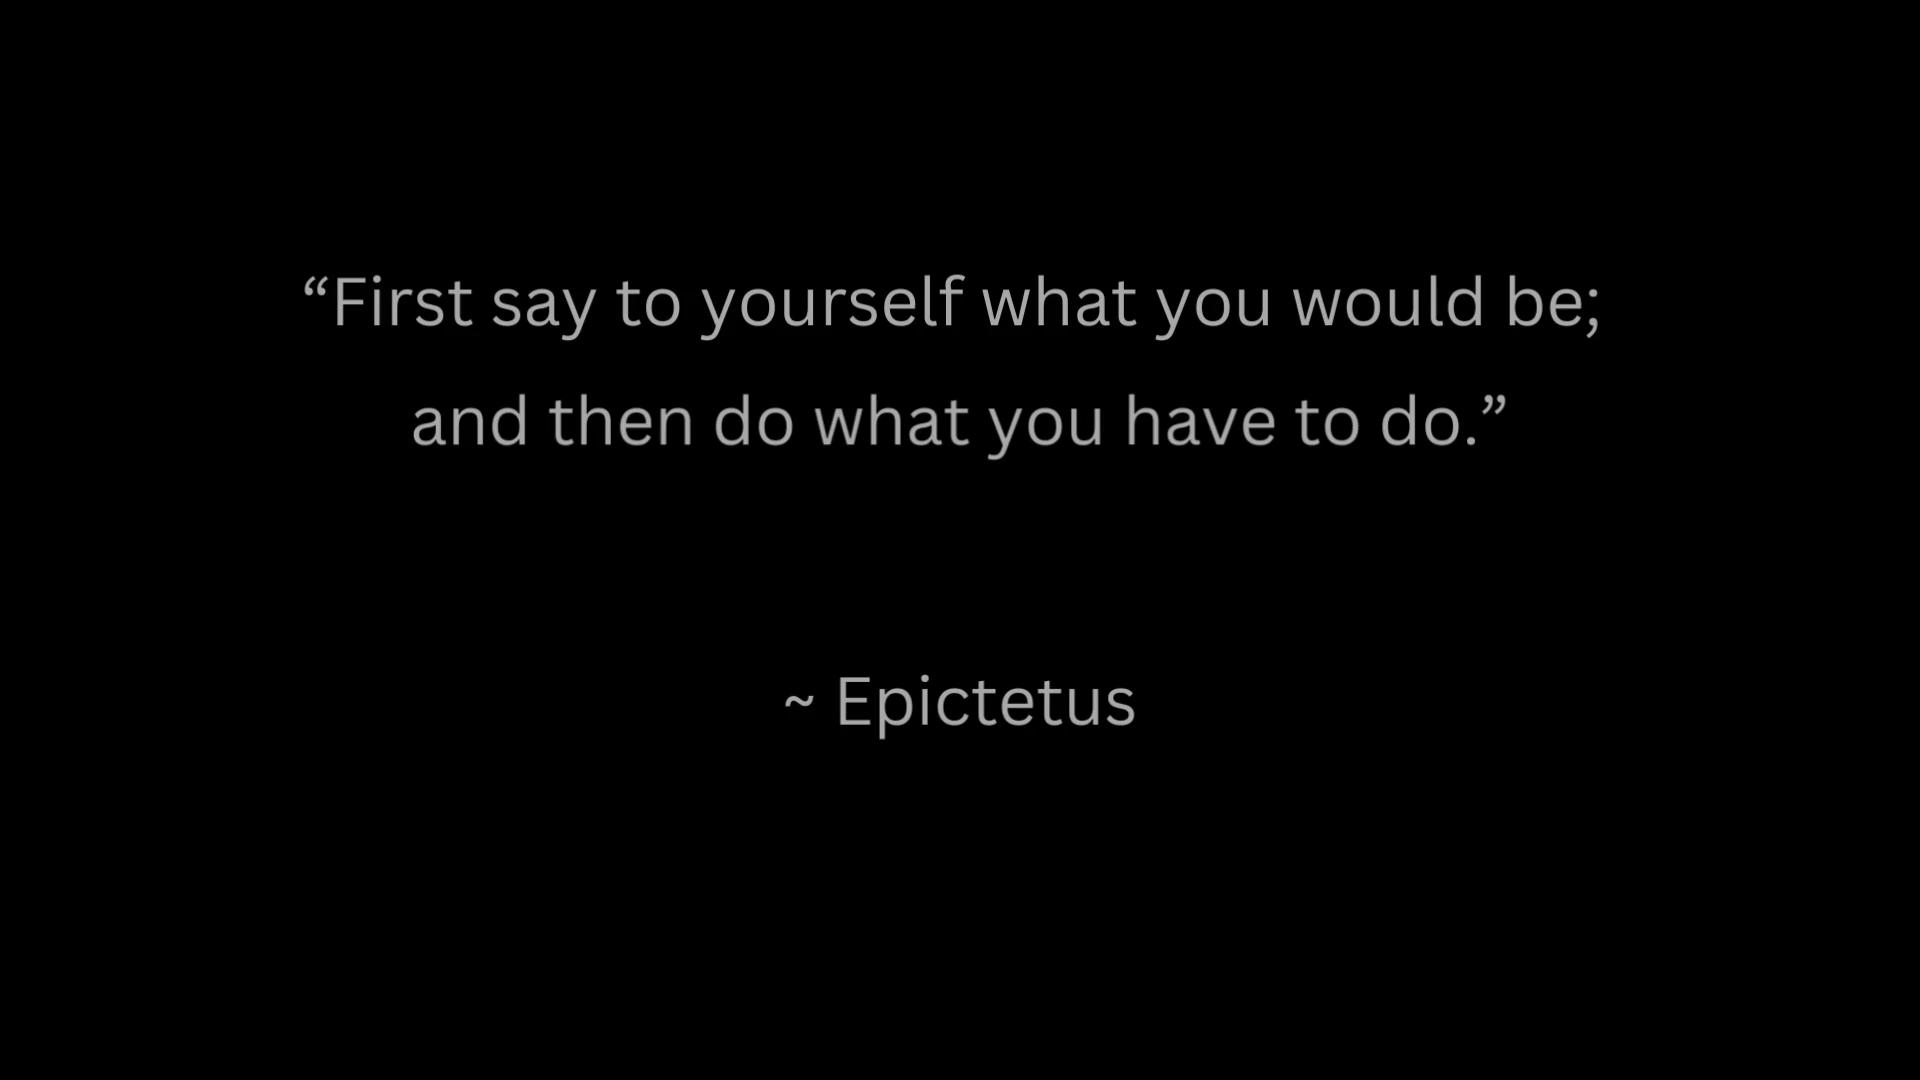 “First say to yourself what you would be;
and then do what you have to do.”
~ Epictetus